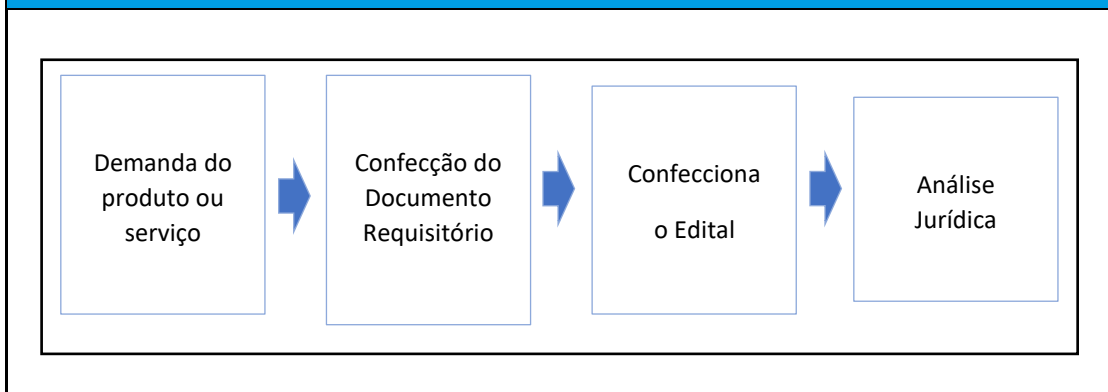 Demanda do
produto ou
serviço
Confecção do
Documento
Requisitório
Confecciona
o Edital
Análise
Jurídica